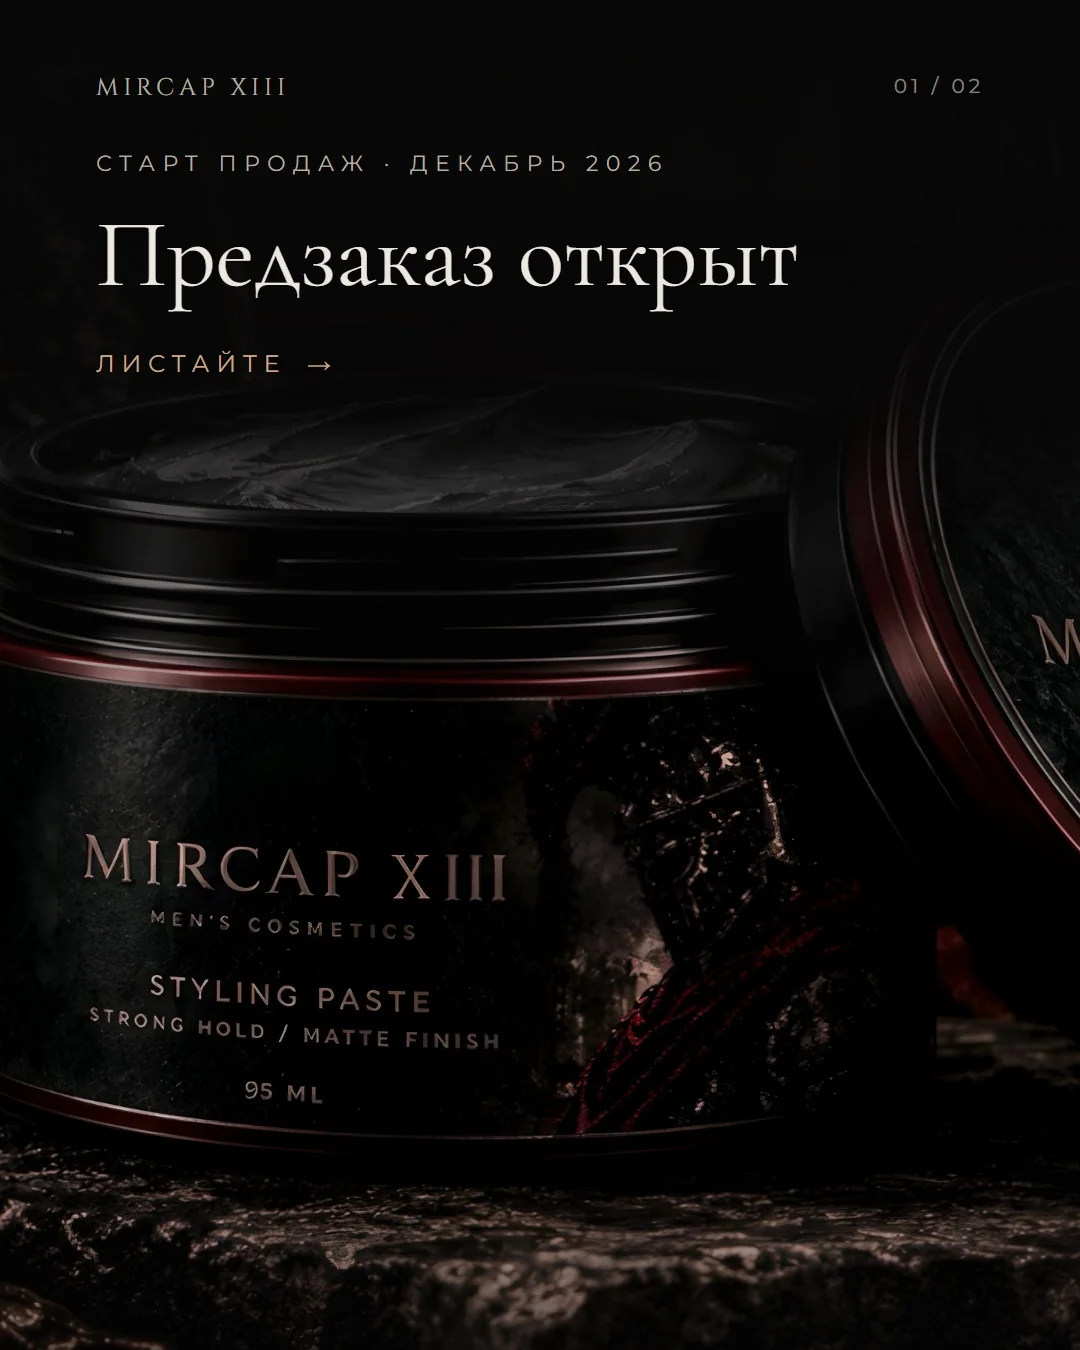 MIRCAP XIII
01 / 02
СТАРТ ПРОДАЖ · ДЕКАБРЬ 2026
Предзаказ открыт
ЛИСТАЙТЕ →
MIRCAP XIII
MEN'S COSMETICS
STYLING PASTE
STRONG HOLD / MATTE FINISH
95 ML